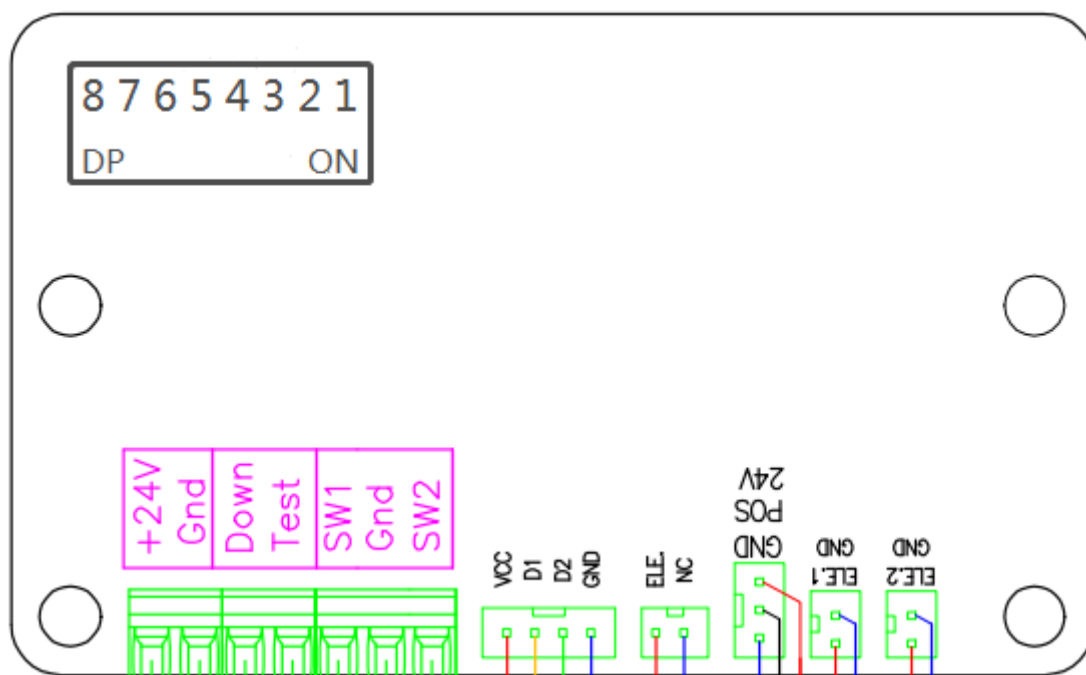 8 7 6 5 4 3 2 1
DP ON
+24V
Gnd
Down
Test
SW1
Gnd
SW2
VCC
D1
D2
GND
ELE.
NC
24V
POS
GND
GND
ELE.1
GND
ELE.2